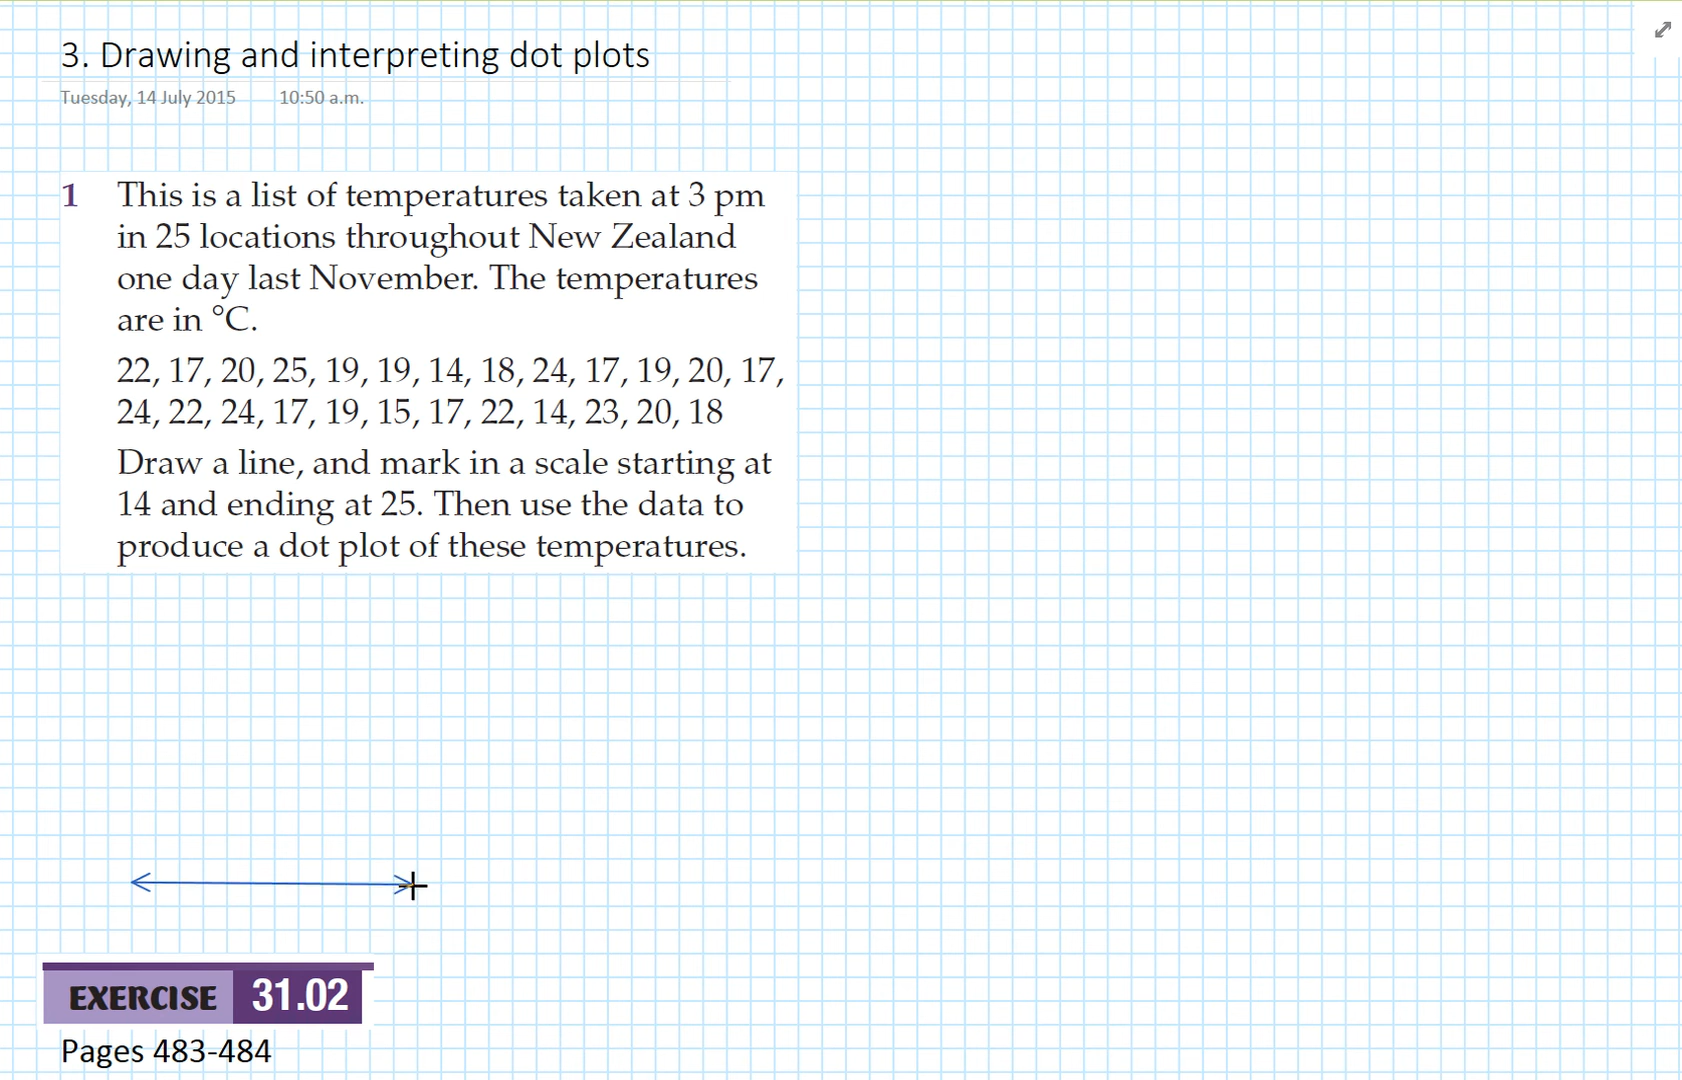 3. Drawing and interpreting dot plots
Tuesday, 14 July 2015 10:50 a.m.
1 This is a list of temperatures taken at 3 pm
in 25 locations throughout New Zealand
one day last November. The temperatures
are in °C.
22, 17, 20, 25, 19, 19, 14, 18, 24, 17, 19, 20, 17,
24, 22, 24, 17, 19, 15, 17, 22, 14, 23, 20, 18
Draw a line, and mark in a scale starting at
14 and ending at 25. Then use the data to
produce a dot plot of these temperatures.
EXERCISE 31.02
Pages 483-484